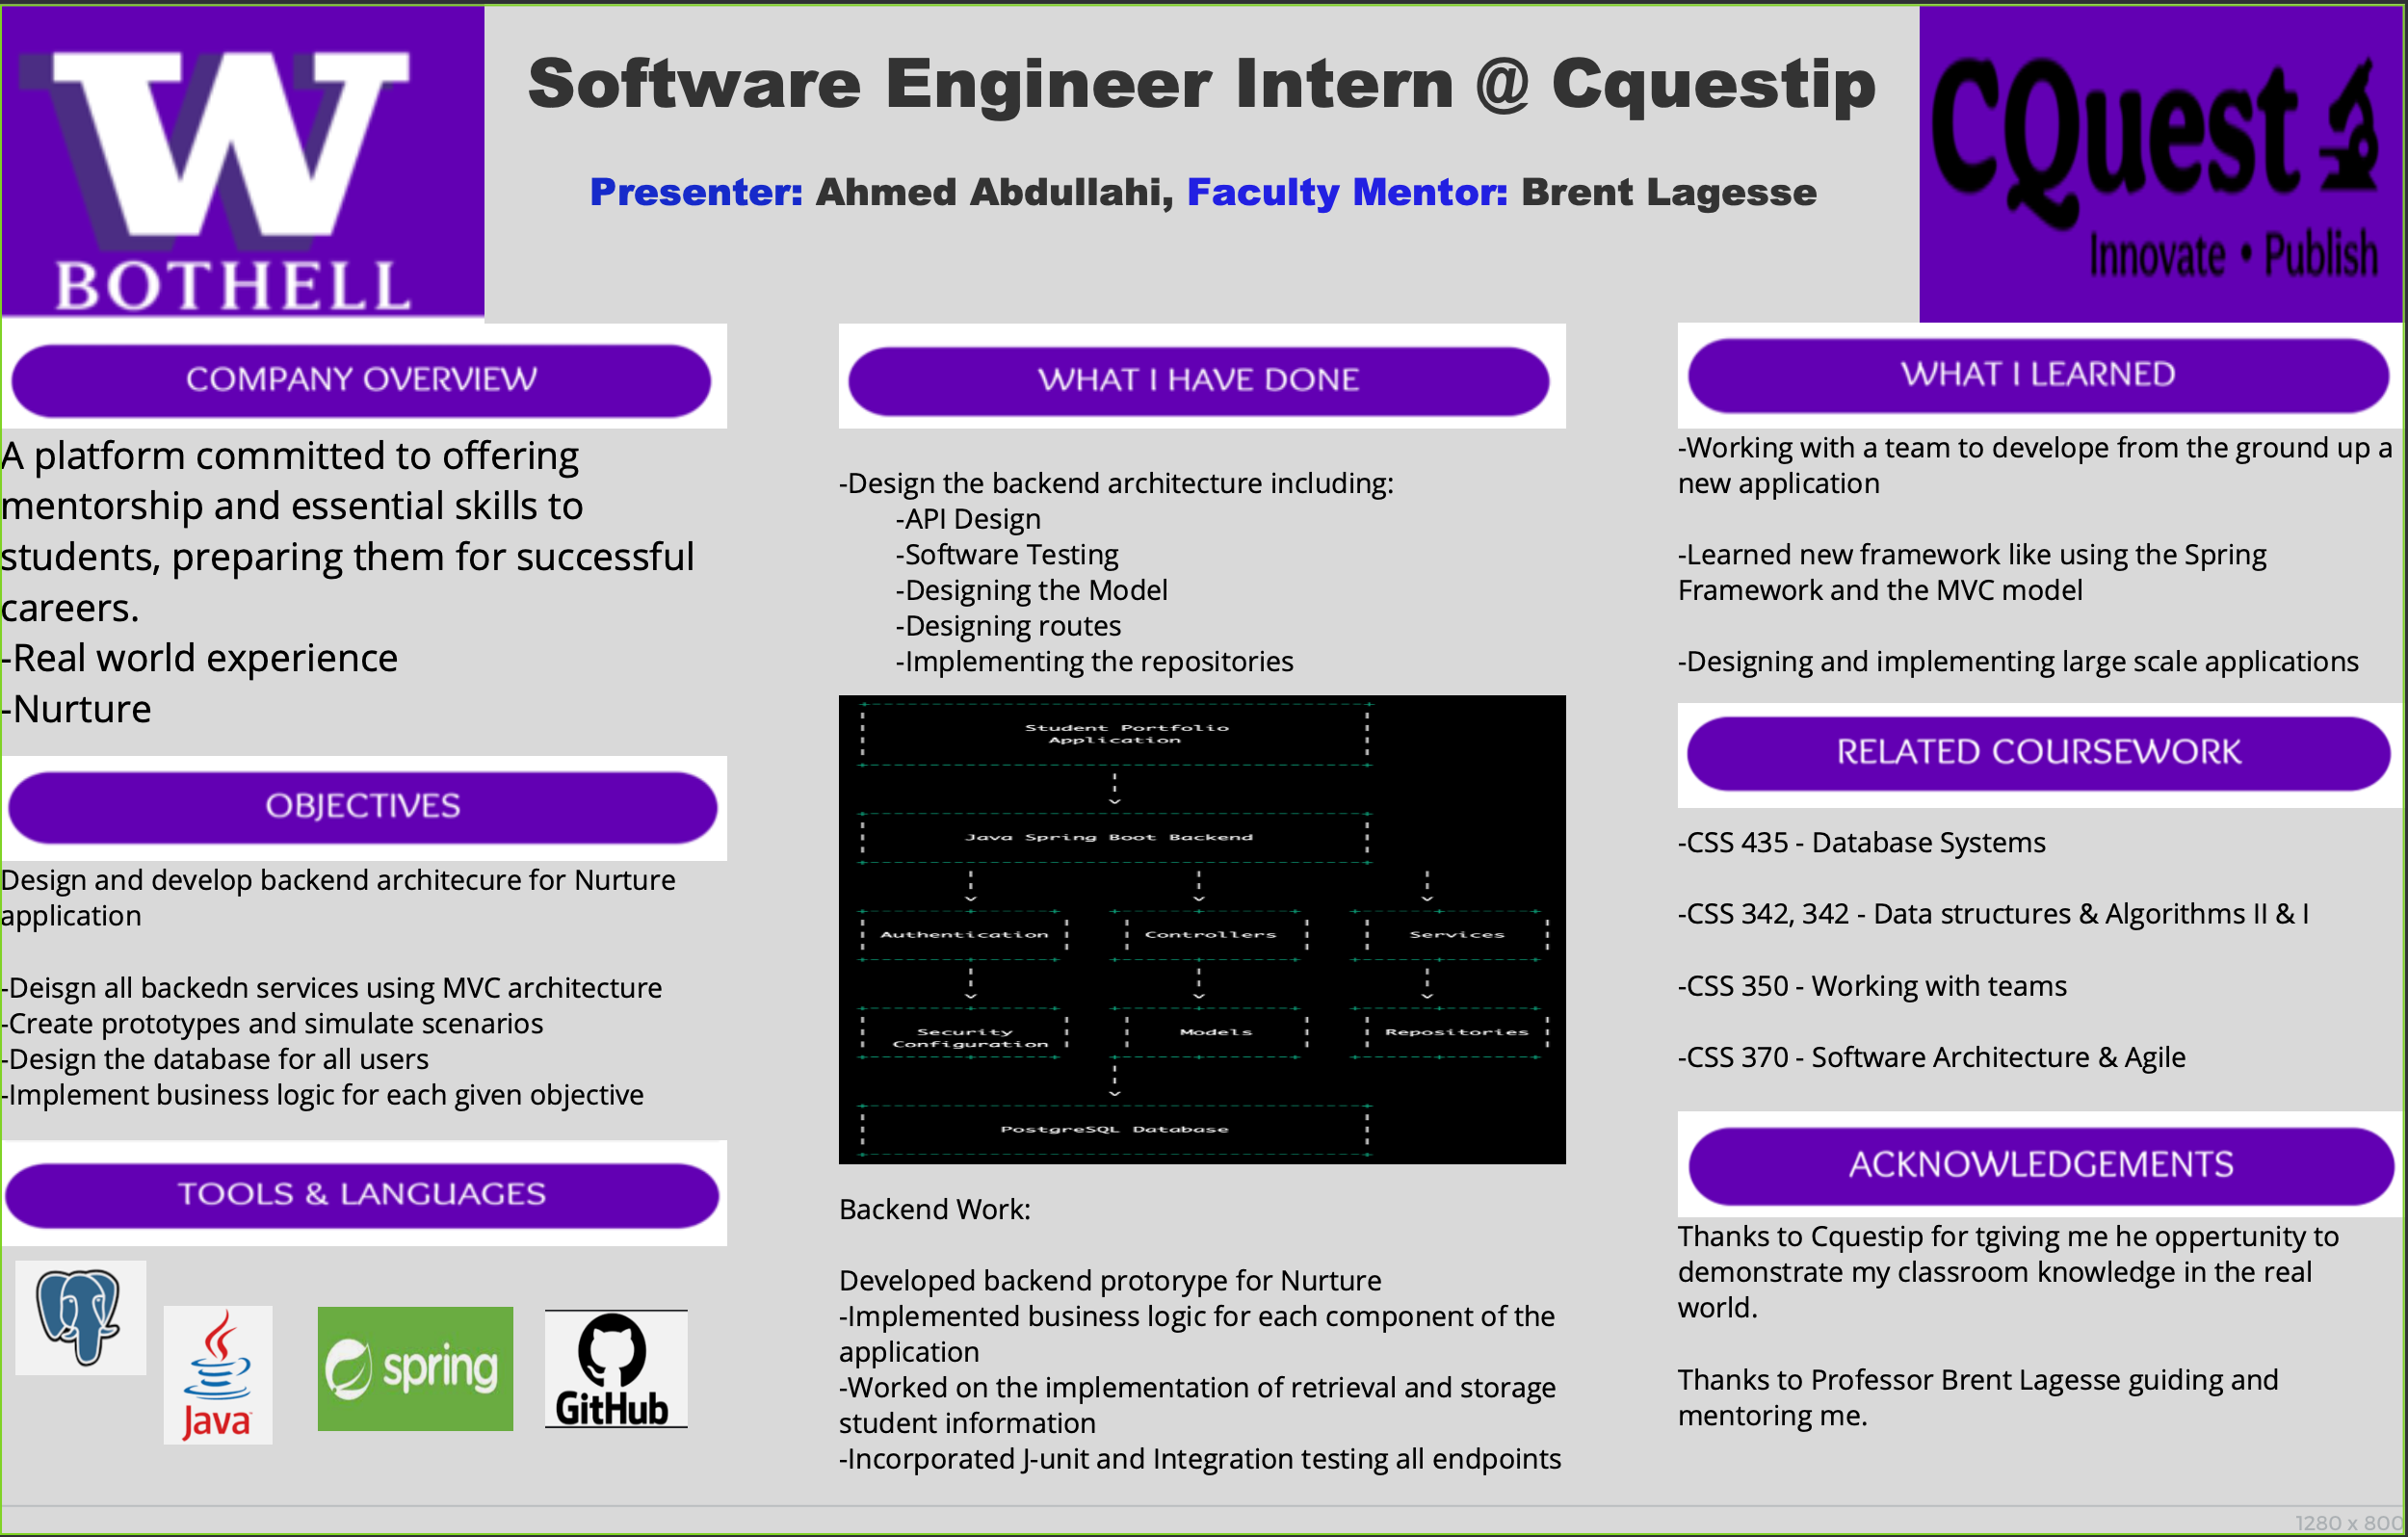 W
BOTHELL
Software Engineer Intern @ Cquestip
Presenter: Ahmed Abdullahi, Faculty Mentor: Brent Lagesse
CQuest
Innovate • Publish
COMPANY OVERVIEW
A platform committed to offering
mentorship and essential skills to
students, preparing them for successful
careers.
-Real world experience
-Nurture
OBJECTIVES
Design and develop backend architecure for Nurture
application
-Deisgn all backedn services using MVC architecture
-Create prototypes and simulate scenarios
-Design the database for all users
-Implement business logic for each given objective
TOOLS & LANGUAGES
Java
spring
GitHub
WHAT I HAVE DONE
-Design the backend architecture including:
-API Design
-Software Testing
-Designing the Model
-Designing routes
-Implementing the repositories
Student Portfolio
Application
Java Spring Boot Backend
Authentication
Controllers
Services
Security
Configuration
Models
Repositories
PostgreSQL Database
Backend Work:
Developed backend protorype for Nurture
-Implemented business logic for each component of the
application
-Worked on the implementation of retrieval and storage
student information
-Incorporated J-unit and Integration testing all endpoints
WHAT I LEARNED
-Working with a team to develope from the ground up a
new application
-Learned new framework like using the Spring
Framework and the MVC model
-Designing and implementing large scale applications
RELATED COURSEWORK
-CSS 435 - Database Systems
-CSS 342, 342 - Data structures & Algorithms II & I
-CSS 350 - Working with teams
-CSS 370 - Software Architecture & Agile
ACKNOWLEDGEMENTS
Thanks to Cquestip for tgiving me he oppertunity to
demonstrate my classroom knowledge in the real
world.
Thanks to Professor Brent Lagesse guiding and
mentoring me.
1280 x 800